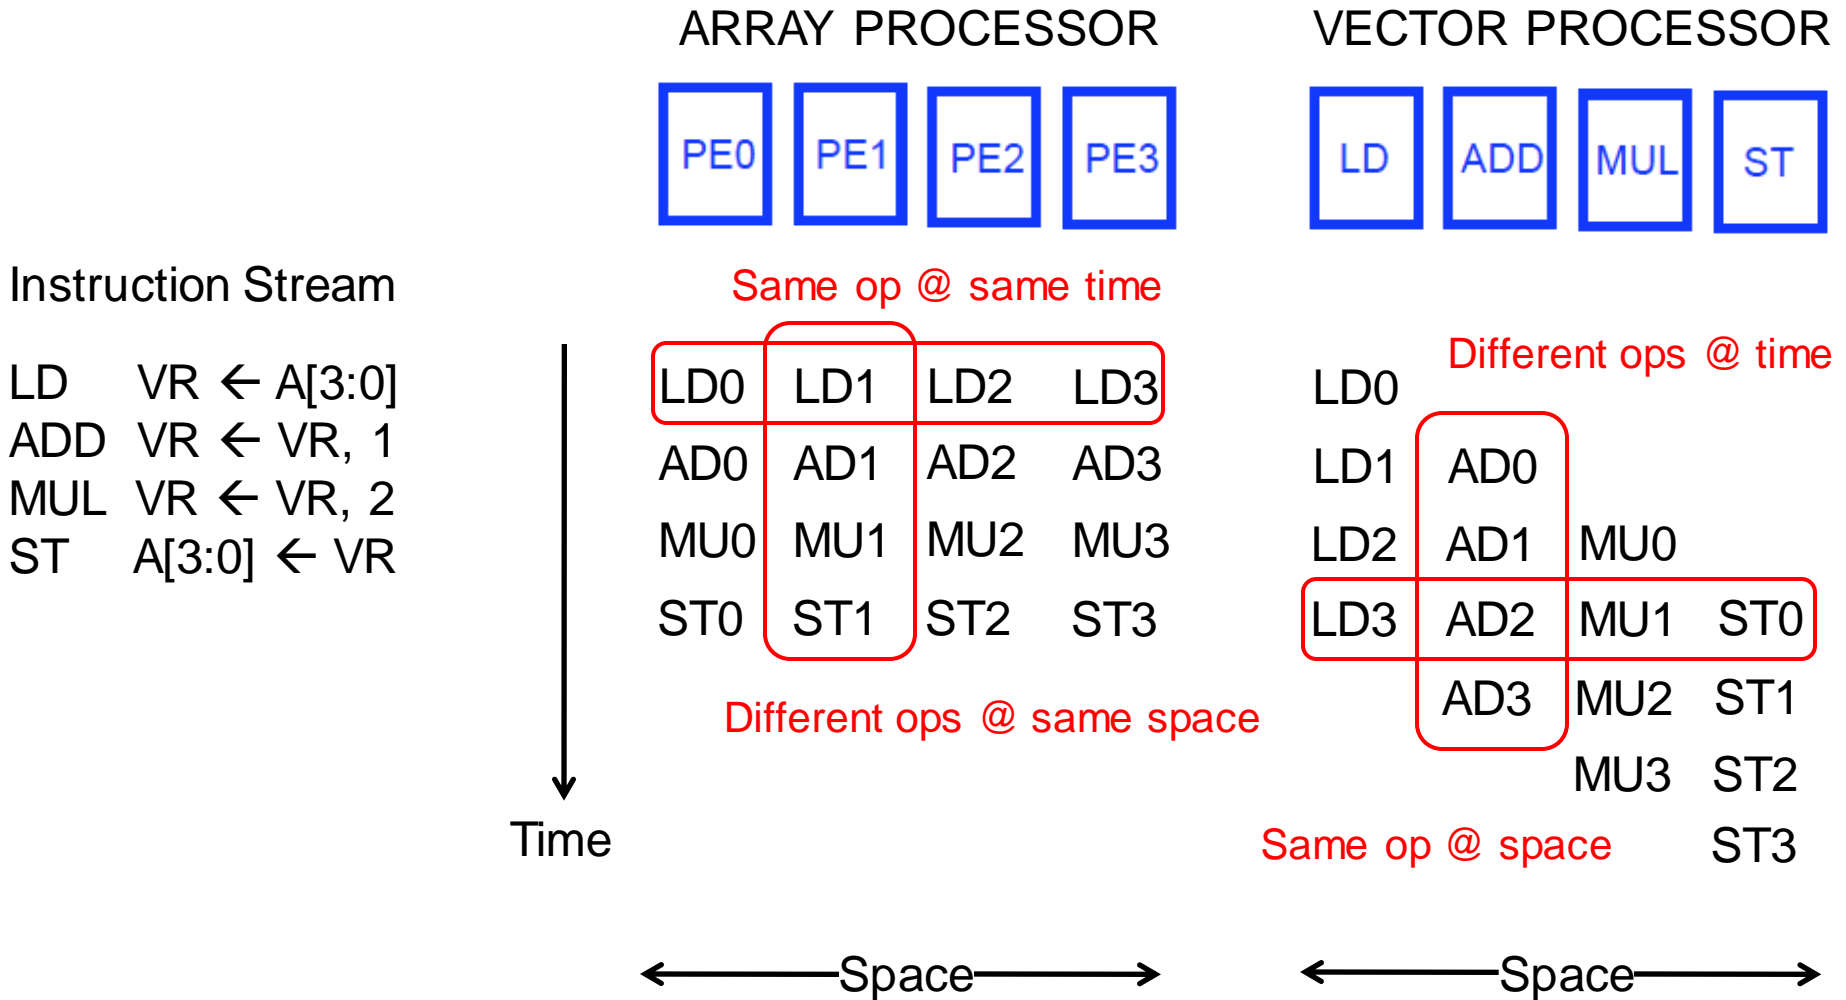 ARRAY PROCESSOR
VECTOR PROCESSOR
PE0 PE1 PE2 PE3
LD ADD MUL ST
Instruction Stream
LD VR ← A[3:0]
ADD VR ← VR, 1
MUL VR ← VR, 2
ST A[3:0] ← VR
Time
Same op @ same time
LD0 LD1 LD2 LD3
AD0 AD1 AD2 AD3
MU0 MU1 MU2 MU3
ST0 ST1 ST2 ST3
Different ops @ same space
Space
Different ops @ time
LD0
LD1 AD0
LD2 AD1 MU0
LD3 AD2 MU1 ST0
AD3 MU2 ST1
MU3 ST2
Same op @ space
ST3
Space